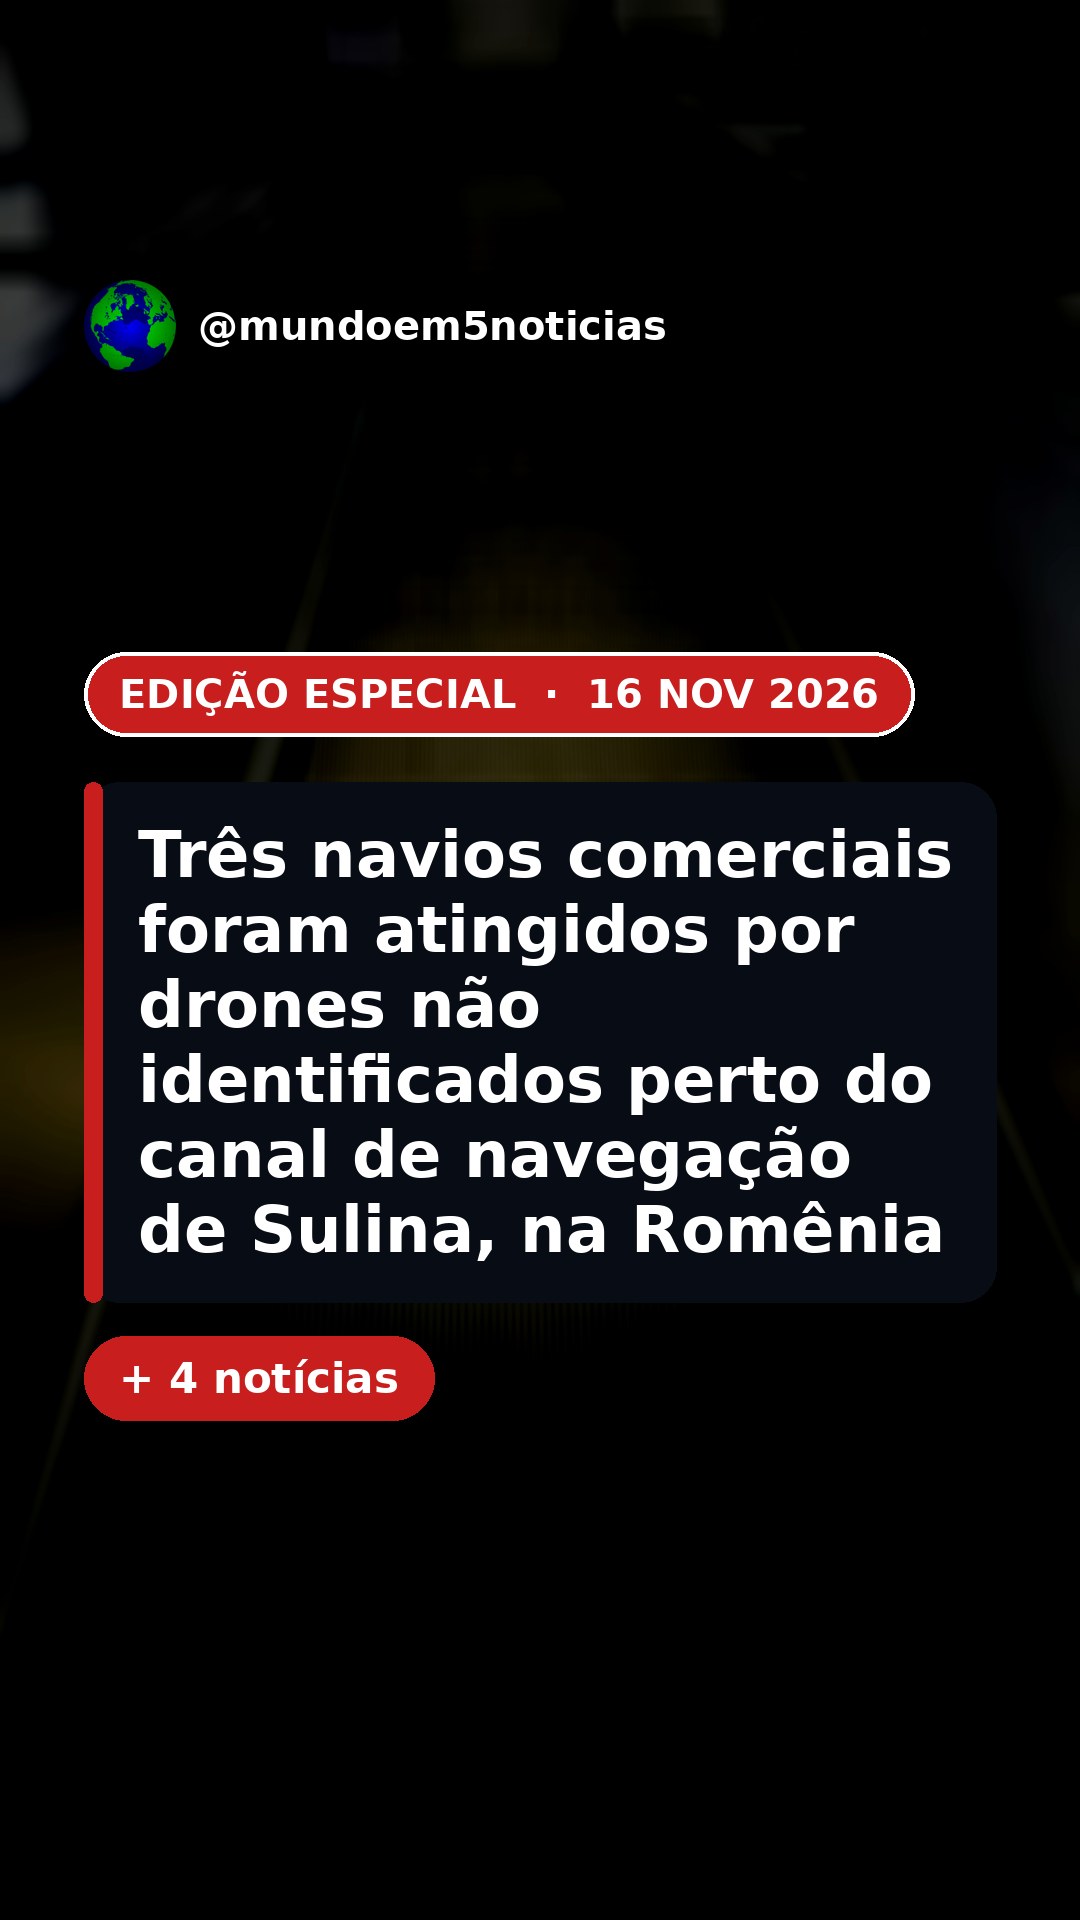 @mundoem5noticias
EDIÇÃO ESPECIAL · 16 NOV 2026
Três navios comerciais
foram atingidos por
drones não
identificados perto do
canal de navegação
de Sulina, na Romênia
+ 4 notícias